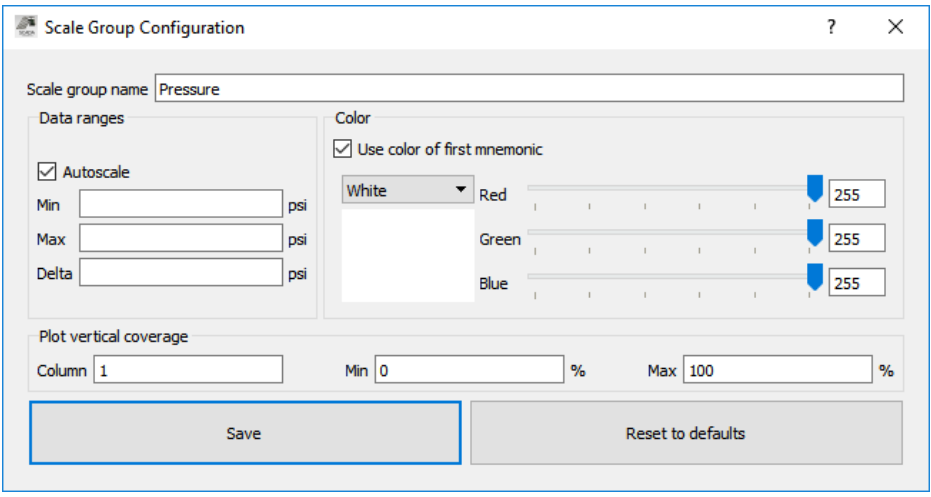 Scale Group Configuration ?
Scale group name Pressure
Data ranges
Autoscale
Min psi
Max psi
Delta psi
Color
Use color of first mnemonic
White
Red 255
Green 255
Blue 255
Plot vertical coverage
Column 1 Min 0 % Max 100 %
Save Reset to defaults